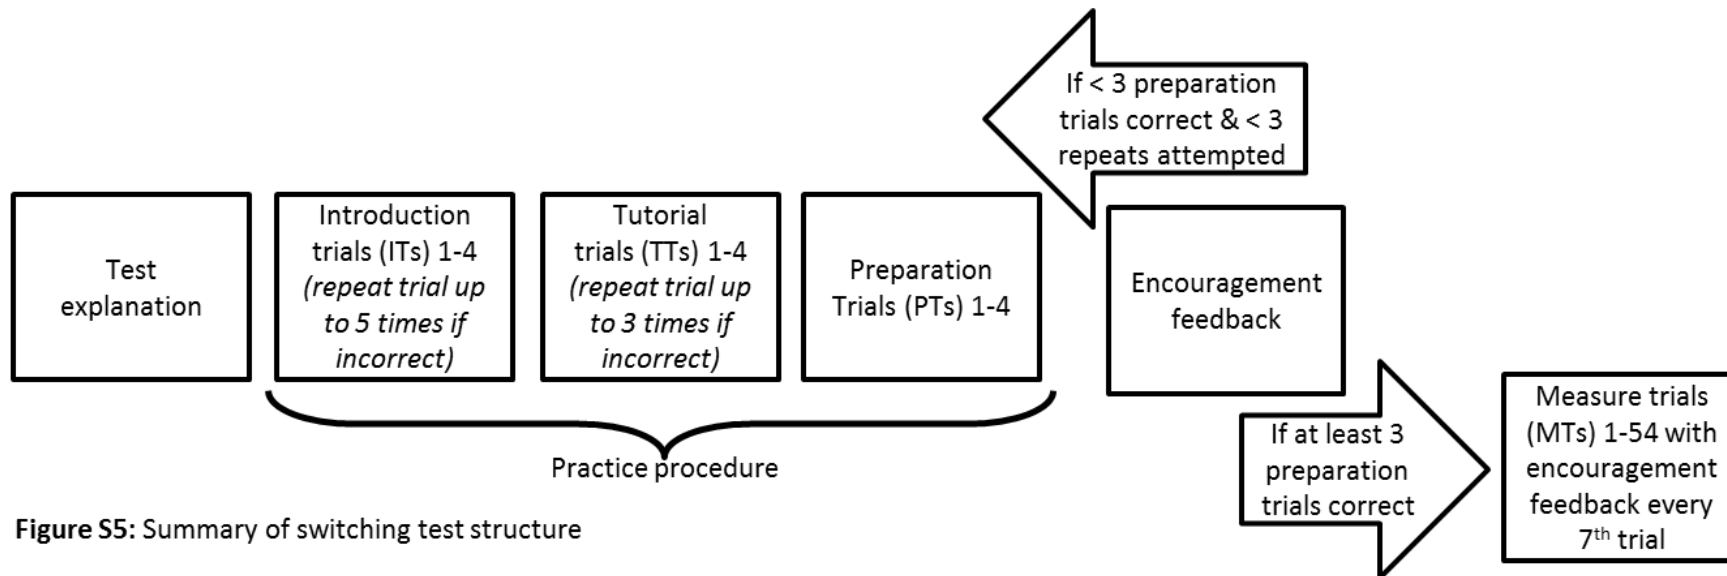 If < 3 preparation
trials correct & < 3
repeats attempted
Test
explanation
Introduction
trials (ITs) 1-4
(repeat trial up
to 5 times if
incorrect)
Tutorial
trials (TTs) 1-4
(repeat trial up
to 3 times if
incorrect)
Preparation
Trials (PTs) 1-4
Encouragement
feedback
Practice procedure
If at least 3
preparation
trials correct
Measure trials
(MTs) 1-54 with
encouragement
feedback every
7th trial
Figure S5: Summary of switching test structure